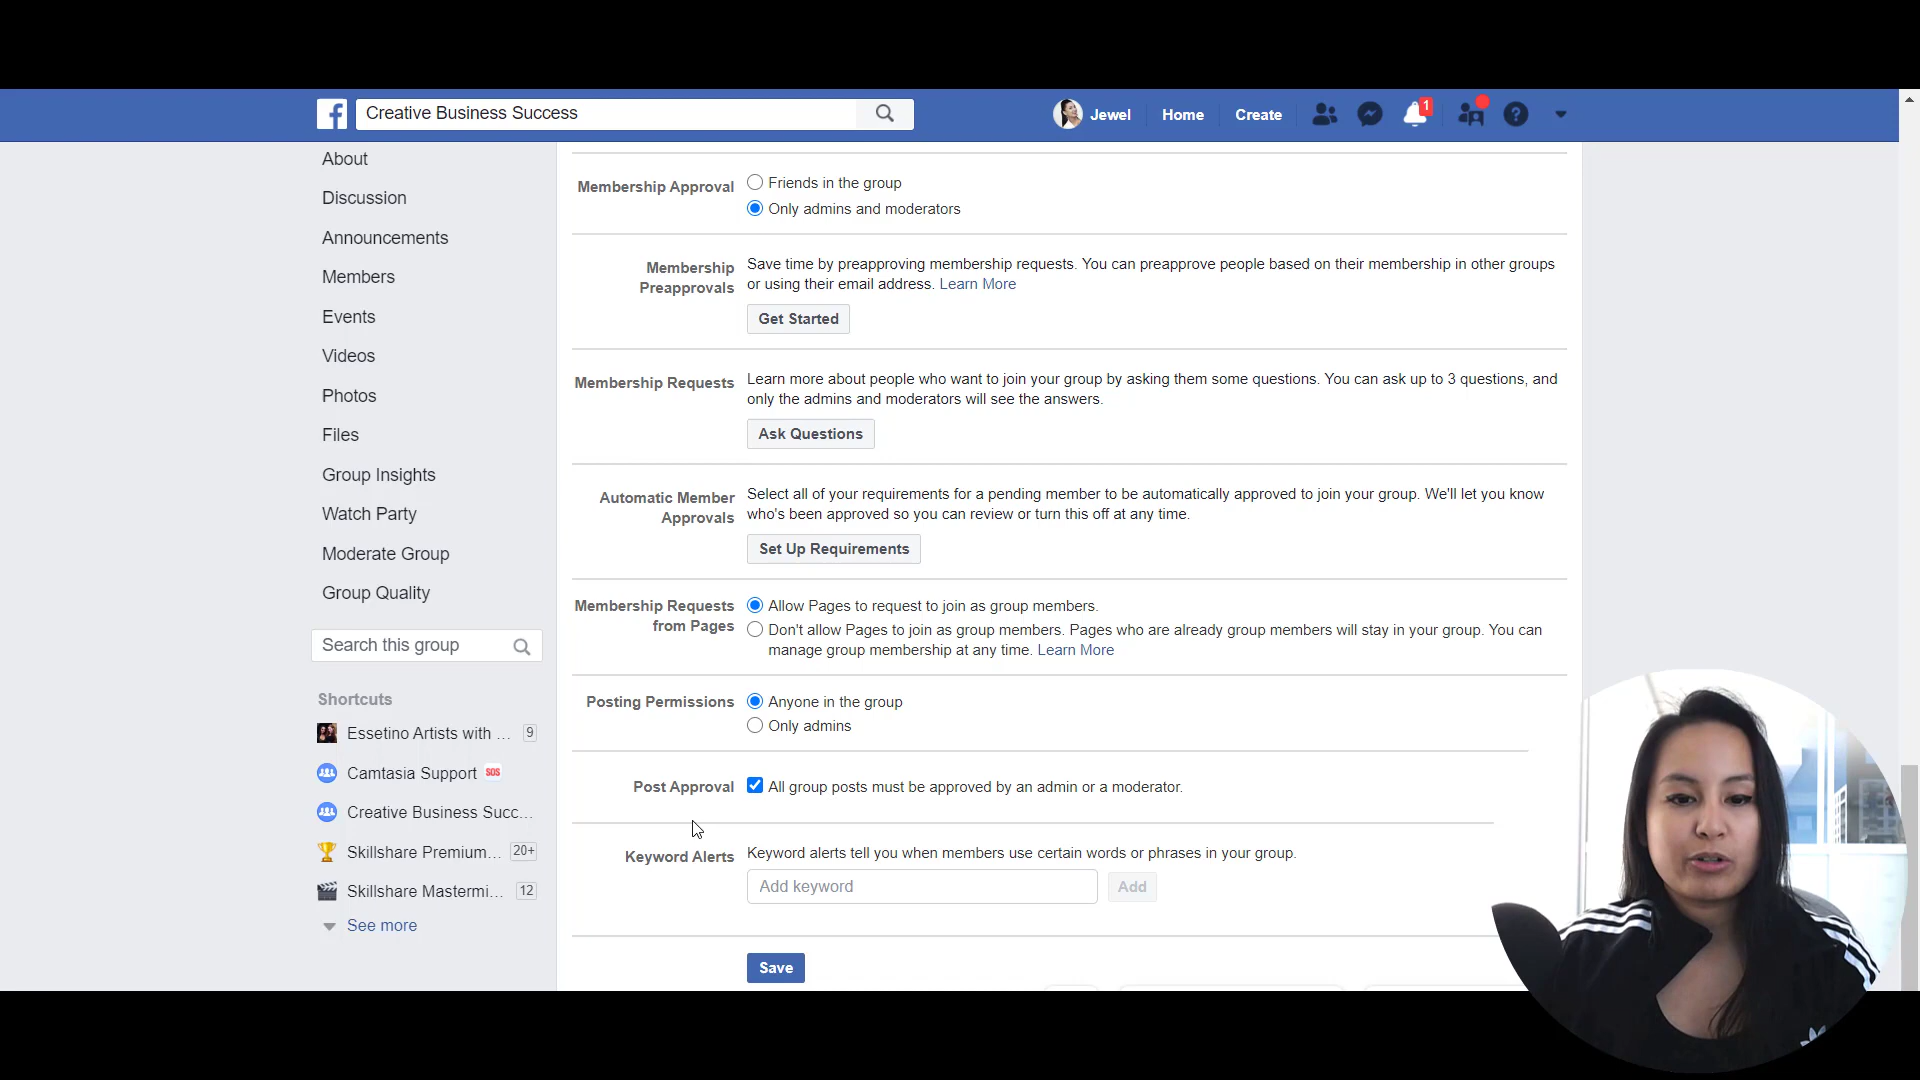 Creative Business Success
Jewel
Home
Create
1
About
Discussion
Announcements
Members
Events
Videos
Photos
Files
Group Insights
Watch Party
Moderate Group
Group Quality
Search this group
Shortcuts
Essetino Artists with ... 9
Camtasia Support SOS
Creative Business Succ...
Skillshare Premium... 20+
Skillshare Mastermi... 12
See more
Membership Approval
Friends in the group
Only admins and moderators
Membership
Preapprovals
Save time by preapproving membership requests. You can preapprove people based on their membership in other groups
or using their email address. Learn More
Get Started
Membership Requests
Learn more about people who want to join your group by asking them some questions. You can ask up to 3 questions, and
only the admins and moderators will see the answers.
Ask Questions
Automatic Member
Approvals
Select all of your requirements for a pending member to be automatically approved to join your group. We'll let you know
who's been approved so you can review or turn this off at any time.
Set Up Requirements
Membership Requests
from Pages
Allow Pages to request to join as group members.
Don't allow Pages to join as group members. Pages who are already group members will stay in your group. You can
manage group membership at any time. Learn More
Posting Permissions
Anyone in the group
Only admins
Post Approval
All group posts must be approved by an admin or a moderator.
Keyword Alerts
Keyword alerts tell you when members use certain words or phrases in your group.
Add keyword
Add
Save